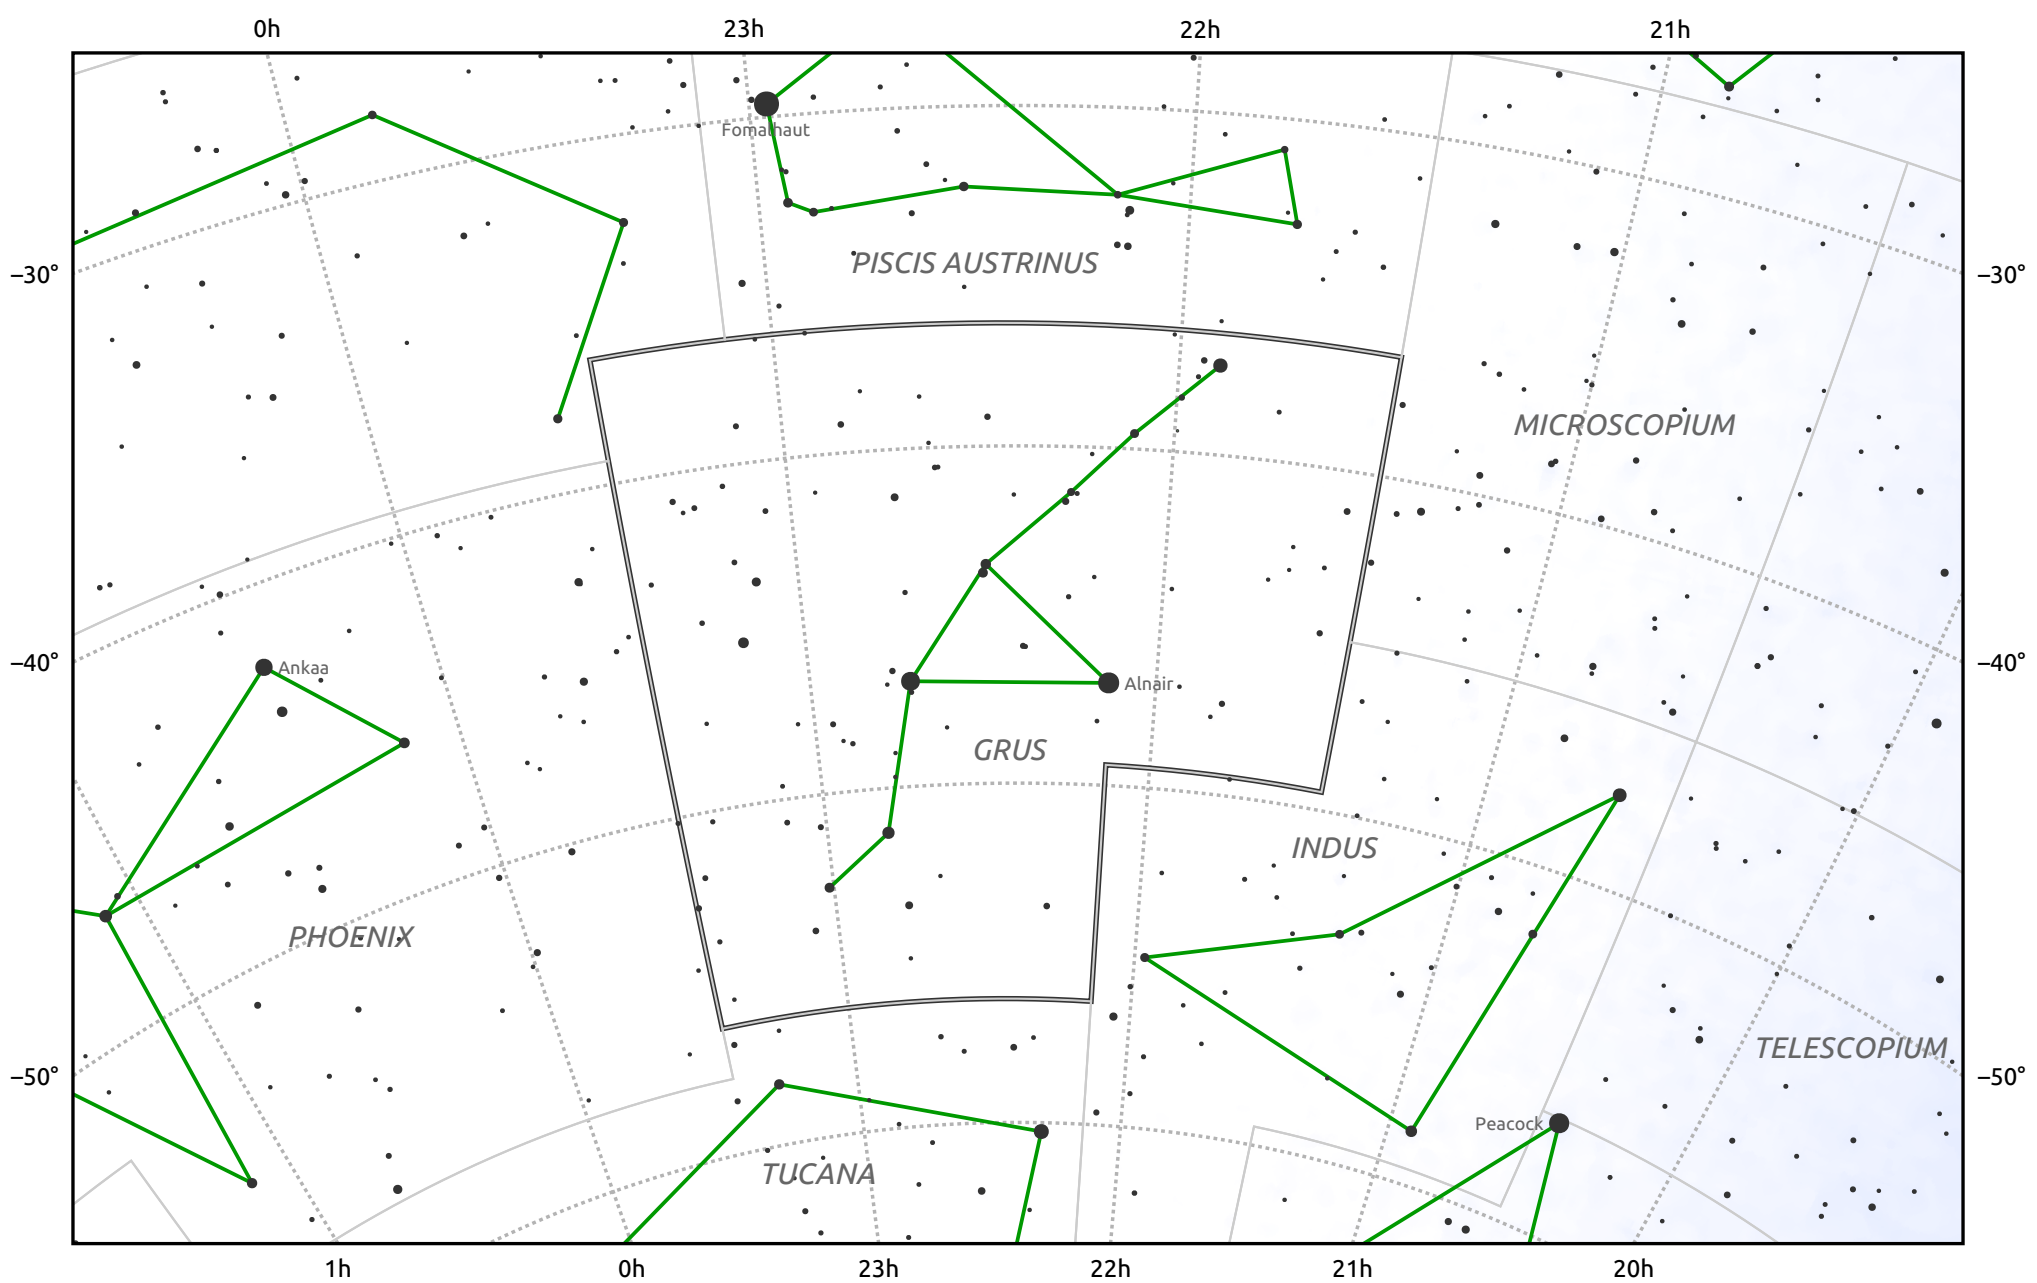 0h
23h
22h
21h
Fomalhaut
PISCIS AUSTRINUS
−30°
−30°
MICROSCOPIUM
−40°
Ankaa
Alnair
−40°
GRUS
INDUS
PHOENIX
TELESCOPIUM
−50°
−50°
Peacock
TUCANA
1h
0h
23h
22h
21h
20h